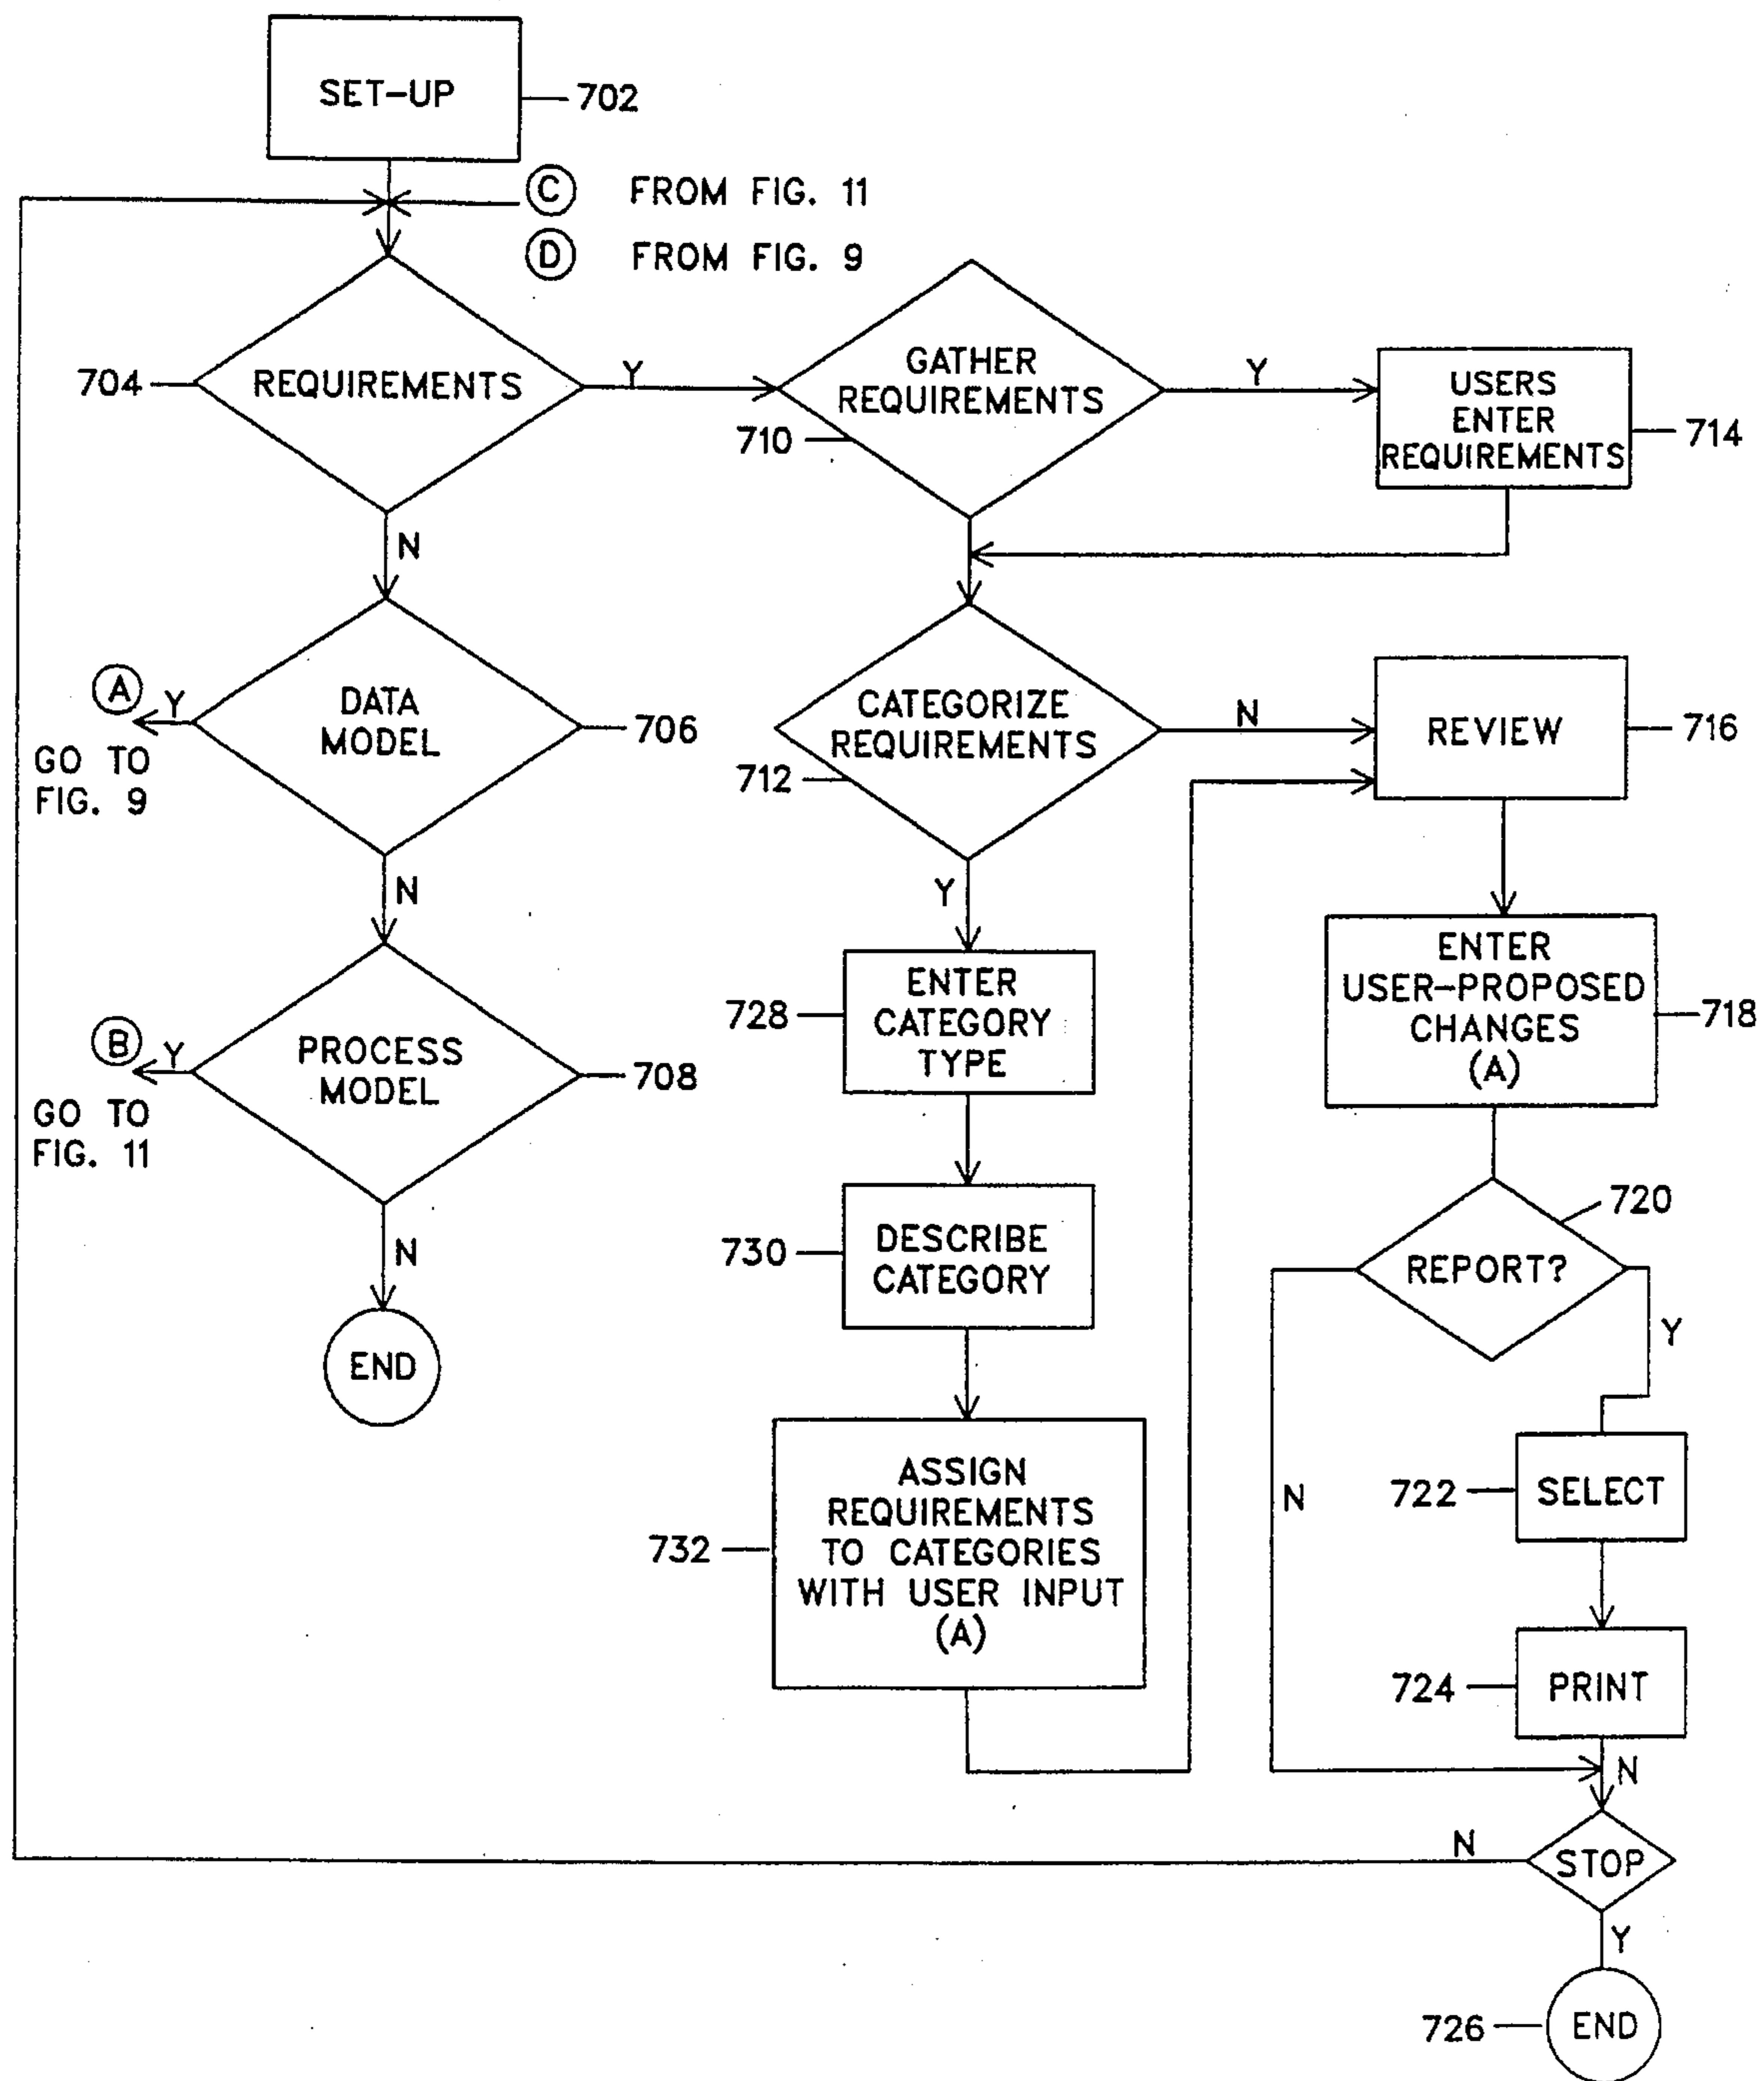 SET-UP
702
C FROM FIG. 11
D FROM FIG. 9
704
REQUIREMENTS
Y
N
GATHER
REQUIREMENTS
710
Y
USERS
ENTER
REQUIREMENTS
714
A
Y
GO TO
FIG. 9
DATA
MODEL
706
N
CATEGORIZE
REQUIREMENTS
712
N
Y
REVIEW
716
B
Y
GO TO
FIG. 11
PROCESS
MODEL
708
N
END
728
ENTER
CATEGORY
TYPE
ENTER
USER-PROPOSED
CHANGES
(A)
718
730
DESCRIBE
CATEGORY
720
REPORT?
Y
N
732
ASSIGN
REQUIREMENTS
TO CATEGORIES
WITH USER INPUT
(A)
722
SELECT
724
PRINT
N
N
STOP
Y
726
END